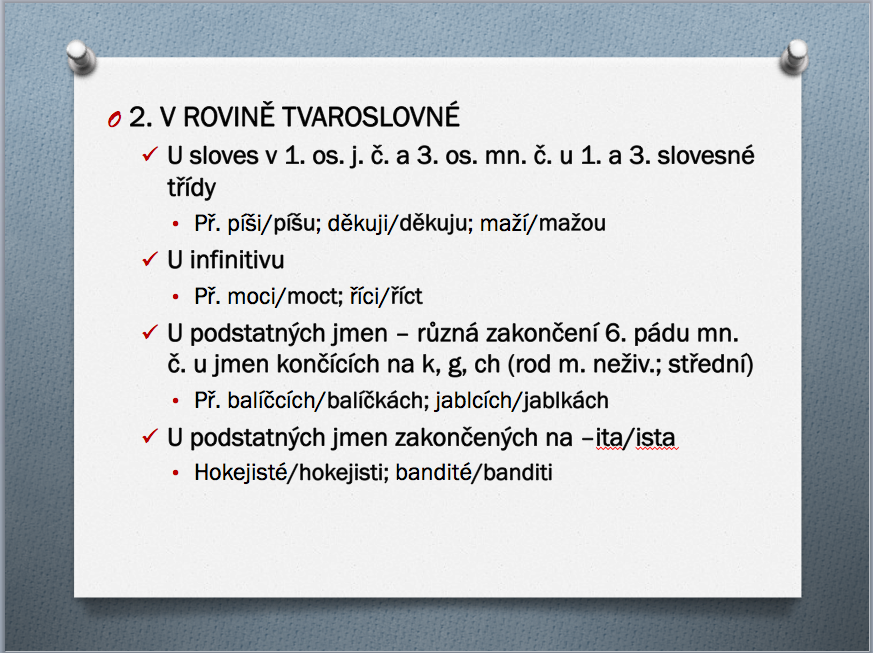 2. V ROVINĚ TVAROSLOVNÉ
U sloves v 1. os. j. č. a 3. os. mn. č. u 1. a 3. slovesné
třídy
Př. píši/píšu; děkuji/děkuju; maží/mažou
U infinitivu
Př. moci/moct; říci/říct
U podstatných jmen – různá zakončení 6. pádu mn.
č. u jmen končících na k, g, ch (rod m. neživ.; střední)
Př. balíčcích/balíčkách; jablcích/jablkách
U podstatných jmen zakončených na –ita/ista
Hokejisté/hokejisti; bandité/banditi